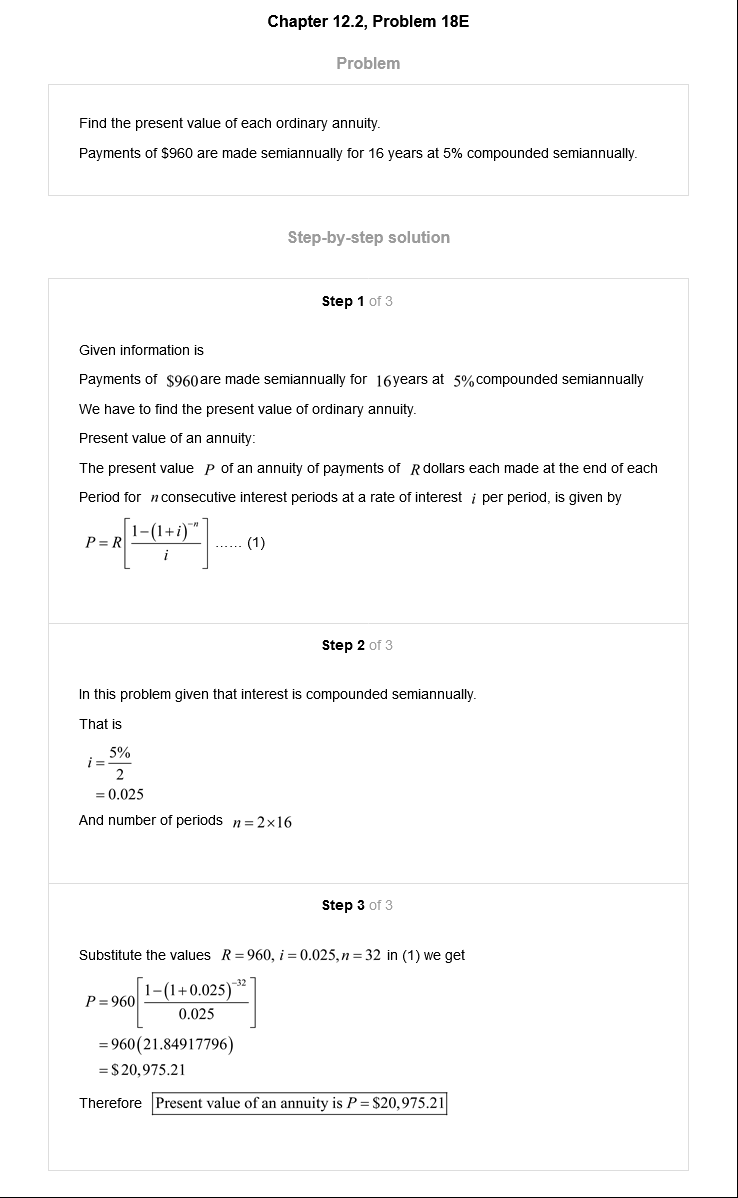 Chapter 12.2, Problem 18E
Problem
Find the present value of each ordinary annuity.
Payments of $960 are made semiannually for 16 years at 5% compounded semiannually.
Step-by-step solution
Step 1 of 3
Given information is
Payments of $960 are made semiannually for 16 years at 5% compounded semiannually
We have to find the present value of ordinary annuity.
Present value of an annuity:
The present value P of an annuity of payments of R dollars each made at the end of each
Period for n consecutive interest periods at a rate of interest i per period, is given by
P = R[(1−(1+i)^−n)/i] ...... (1)
Step 2 of 3
In this problem given that interest is compounded semiannually.
That is
i = 5%/2
= 0.025
And number of periods n = 2×16
Step 3 of 3
Substitute the values R = 960, i = 0.025, n = 32 in (1) we get
P = 960[(1−(1+0.025)^−32)/0.025]
= 960(21.84917796)
= $20,975.21
Therefore Present value of an annuity is P = $20,975.21